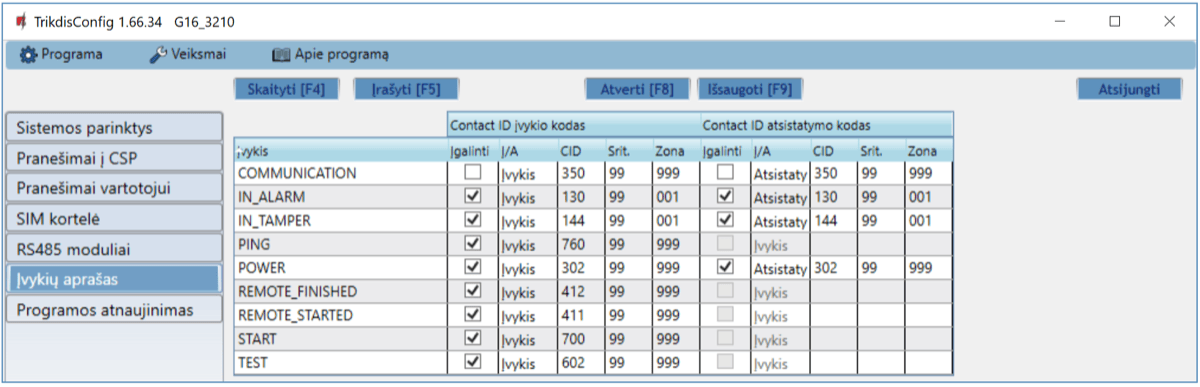 TrikdisConfig 1.66.34 G16_3210
Programa Veiksmai Apie programą
Skaityti [F4] Įrašyti [F5] Atverti [F8] Išsaugoti [F9] Atsijungti
Sistemos parinktys
Pranešimai į CSP
Pranešimai vartotojui
SIM kortelė
RS485 moduliai
Įvykių aprašas
Programos atnaujinimas
Contact ID įvykio kodas Contact ID atsistatymo kodas
Įvykis Įgalinti Į/A CID Srit. Zona Įgalinti Į/A CID Srit. Zona
COMMUNICATION Įvykis 350 99 999 Atsistaty 350 99 999
IN_ALARM Įvykis 130 99 001 Atsistaty 130 99 001
IN_TAMPER Įvykis 144 99 001 Atsistaty 144 99 001
PING Įvykis 760 99 999 Įvykis
POWER Įvykis 302 99 999 Atsistaty 302 99 999
REMOTE_FINISHED Įvykis 412 99 999 Įvykis
REMOTE_STARTED Įvykis 411 99 999 Įvykis
START Įvykis 700 99 999 Įvykis
TEST Įvykis 602 99 999 Įvykis